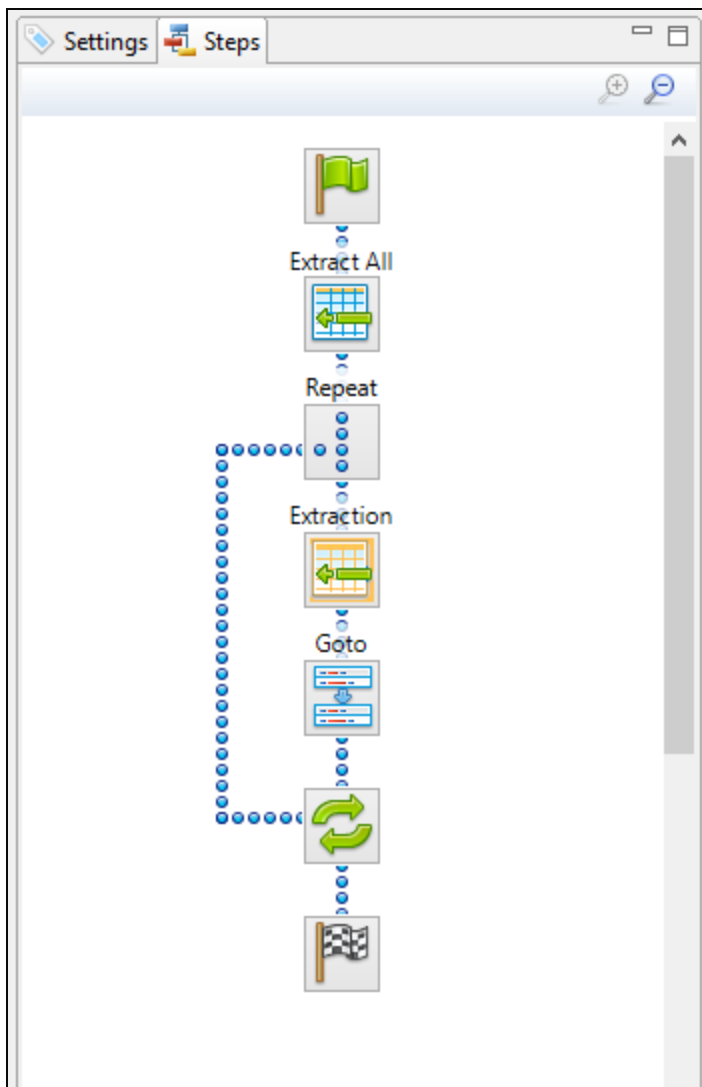 Settings Steps
Extract All
Repeat
Extraction
Goto